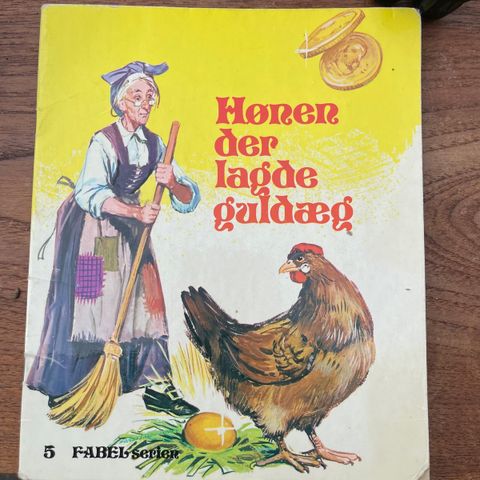 Hønen
der
lagde
guldæg
5 FABEL serien